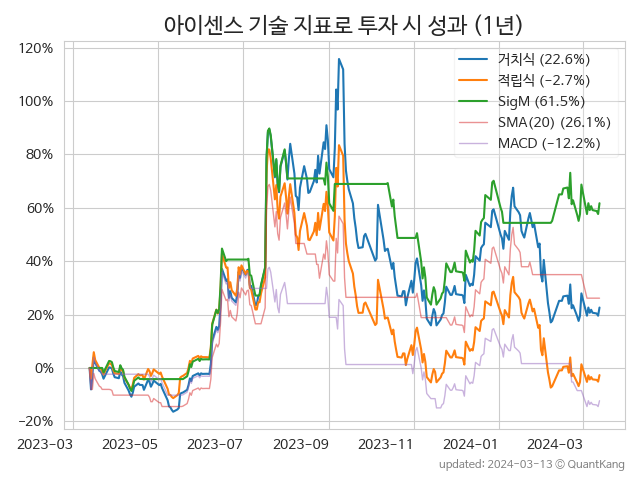 아이센스 기술 지표로 투자 시 성과 (1년)
120%
100%
80%
60%
40%
20%
0%
−20%
거치식 (22.6%)
적립식 (-2.7%)
SigM (61.5%)
SMA(20) (26.1%)
MACD (-12.2%)
2023-03
2023-05
2023-07
2023-09
2023-11
2024-01
2024-03
updated: 2024-03-13 ⓒ QuantKang